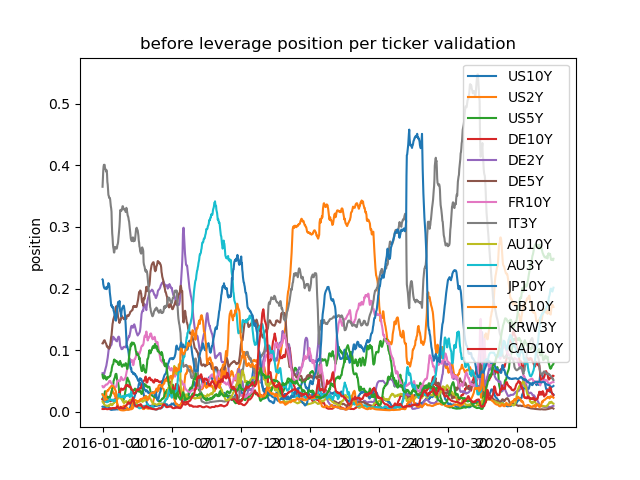 before leverage position per ticker validation
position
0.5
0.4
0.3
0.2
0.1
0.0
US10Y
US2Y
US5Y
DE10Y
DE2Y
DE5Y
FR10Y
IT3Y
AU10Y
AU3Y
JP10Y
GB10Y
KRW3Y
CAD10Y
2016-01-01 2016-10-07 2017-07-13 2018-04-19 2019-01-24 2019-10-30 2020-08-05